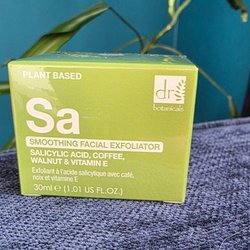 PLANT BASED
dr.
botanicals
Sa
SMOOTHING FACIAL EXFOLIATOR
SALICYLIC ACID, COFFEE,
WALNUT & VITAMIN E
Exfoliant à l'acide salicylique avec café,
noix et vitamine E
30ml e (1.01 US FL.OZ.)